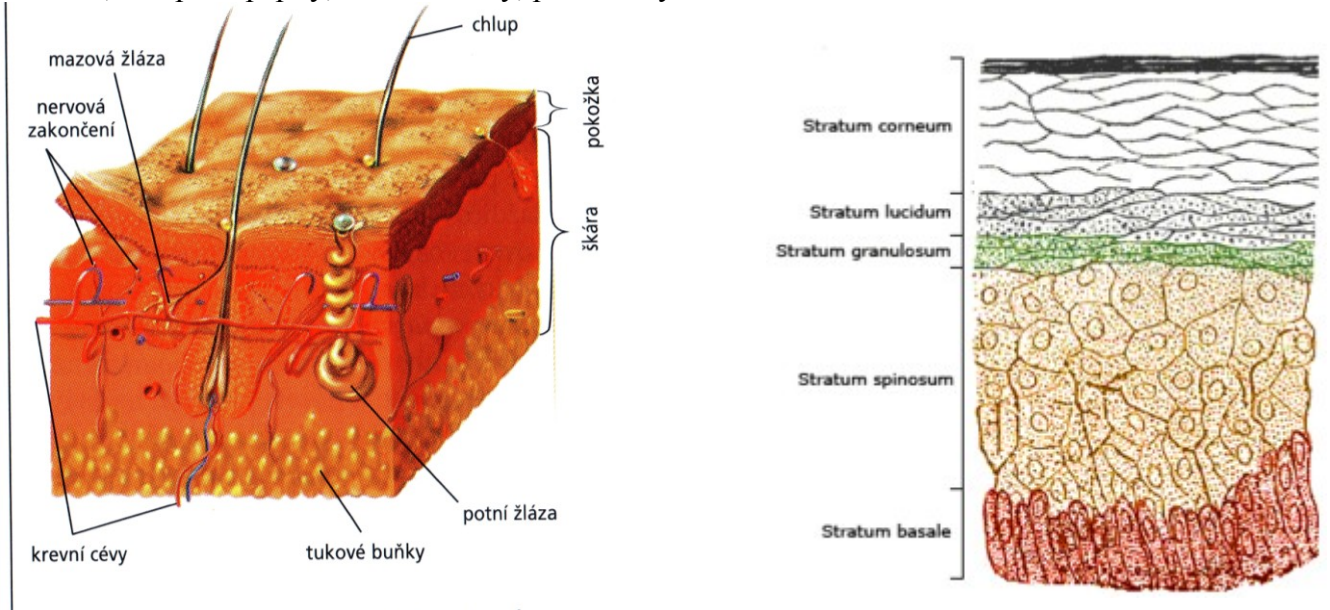 chlup
mazová žláza
nervová
zakončení
pokožka
škára
potní žláza
tukové buňky
krevní cévy
Stratum corneum
Stratum lucidum
Stratum granulosum
Stratum spinosum
Stratum basale